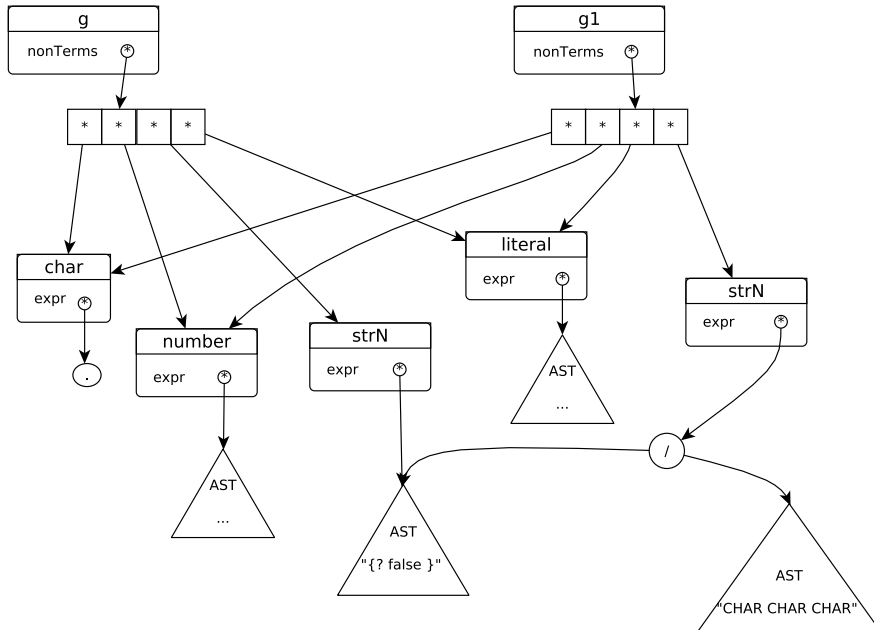 g
g1
nonTerms *
nonTerms *
* * * *
* * * *
literal
expr *
char
expr *
strN
expr *
number
expr *
strN
expr *
.
AST
...
/
AST
...
AST
"{? false }"
AST
"CHAR CHAR CHAR"